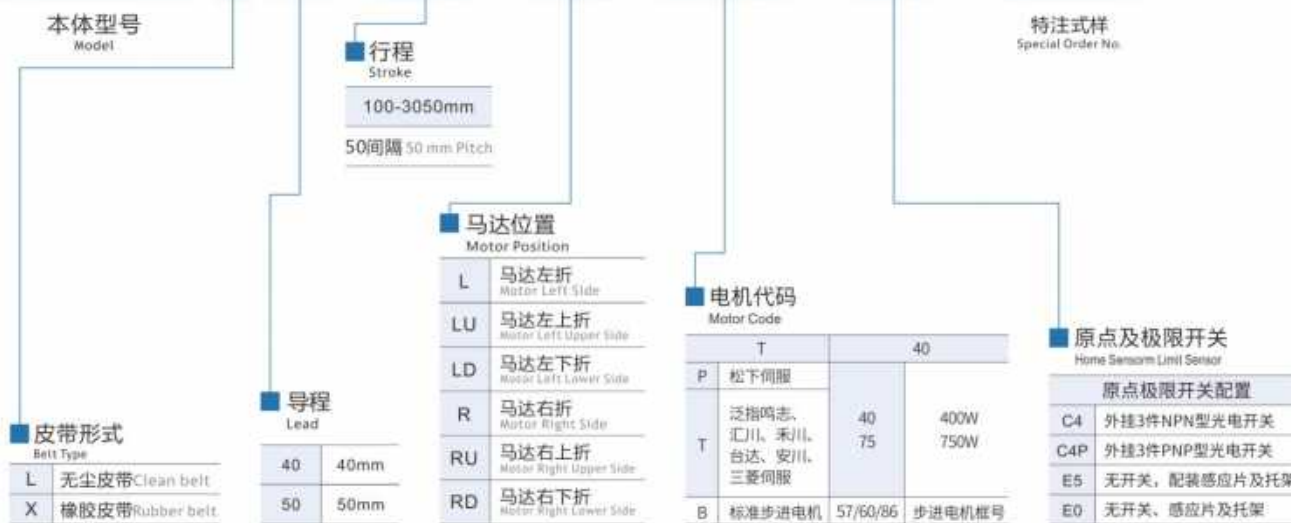 本体型号
Model
特注式样
Special Order No.
行程
Stroke
100-3050mm
50间隔 50 mm Pitch
马达位置
Motor Position
L 马达左折
Motor Left Side
LU 马达左上折
Motor Left Upper Side
LD 马达左下折
Motor Left Lower Side
R 马达右折
Motor Right Side
RU 马达右上折
Motor Right Upper Side
RD 马达右下折
Motor Right Lower Side
电机代码
Motor Code
T 40
P 松下伺服
T 泛指鸣志、
汇川、禾川、
台达、安川、
三菱伺服
40 400W
75 750W
B 标准步进电机 57/60/86 步进电机框号
原点及极限开关
Home Sensorm Limit Sensor
原点极限开关配置
C4 外挂3件NPN型光电开关
C4P 外挂3件PNP型光电开关
E5 无开关，配装感应片及托架
E0 无开关、感应片及托架
导程
Lead
40 40mm
50 50mm
皮带形式
Belt Type
L 无尘皮带Clean belt
X 橡胶皮带Rubber belt